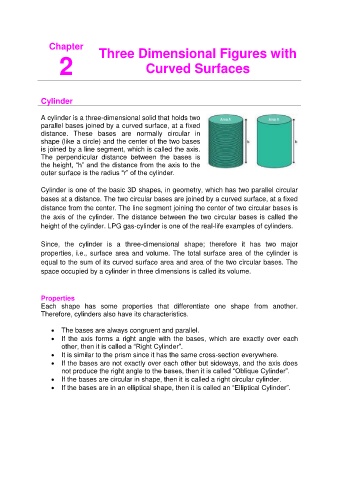 Chapter
2
Three Dimensional Figures with
Curved Surfaces
Cylinder
A cylinder is a three-dimensional solid that holds two
parallel bases joined by a curved surface, at a fixed
distance. These bases are normally circular in
shape (like a circle) and the center of the two bases
is joined by a line segment, which is called the axis.
The perpendicular distance between the bases is
the height, “h” and the distance from the axis to the
outer surface is the radius “r” of the cylinder.
h
h
Cylinder is one of the basic 3D shapes, in geometry, which has two parallel circular
bases at a distance. The two circular bases are joined by a curved surface, at a fixed
distance from the center. The line segment joining the center of two circular bases is
the axis of the cylinder. The distance between the two circular bases is called the
height of the cylinder. LPG gas-cylinder is one of the real-life examples of cylinders.
Since, the cylinder is a three-dimensional shape; therefore it has two major
properties, i.e., surface area and volume. The total surface area of the cylinder is
equal to the sum of its curved surface area and area of the two circular bases. The
space occupied by a cylinder in three dimensions is called its volume.
Properties
Each shape has some properties that differentiate one shape from another.
Therefore, cylinders also have its characteristics.
• The bases are always congruent and parallel.
• If the axis forms a right angle with the bases, which are exactly over each
other, then it is called a “Right Cylinder”.
• It is similar to the prism since it has the same cross-section everywhere.
• If the bases are not exactly over each other but sideways, and the axis does
not produce the right angle to the bases, then it is called “Oblique Cylinder”.
• If the bases are circular in shape, then it is called a right circular cylinder.
• If the bases are in an elliptical shape, then it is called an “Elliptical Cylinder”.